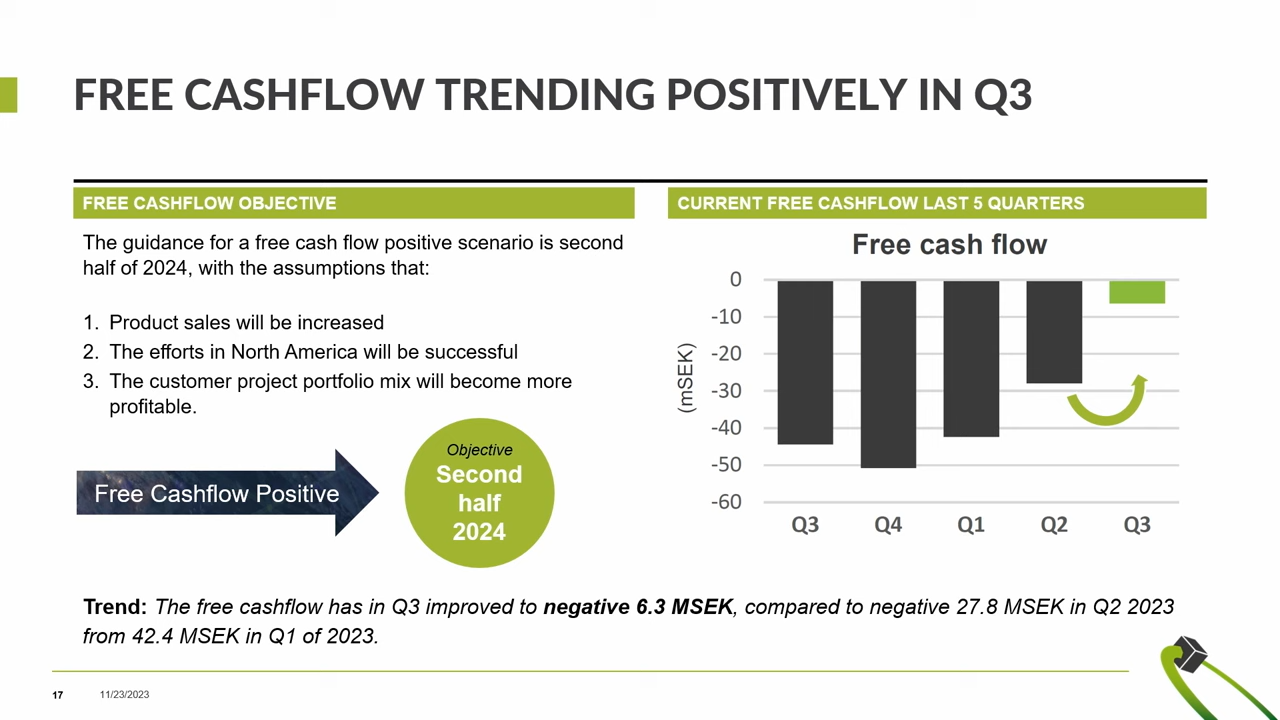 FREE CASHFLOW TRENDING POSITIVELY IN Q3
FREE CASHFLOW OBJECTIVE
The guidance for a free cash flow positive scenario is second
half of 2024, with the assumptions that:
1. Product sales will be increased
2. The efforts in North America will be successful
3. The customer project portfolio mix will become more
profitable.
Free Cashflow Positive
Objective
Second
half
2024
CURRENT FREE CASHFLOW LAST 5 QUARTERS
Free cash flow
(mSEK)
0
-10
-20
-30
-40
-50
-60
Q3 Q4 Q1 Q2 Q3
Trend: The free cashflow has in Q3 improved to negative 6.3 MSEK, compared to negative 27.8 MSEK in Q2 2023
from 42.4 MSEK in Q1 of 2023.
17 11/23/2023